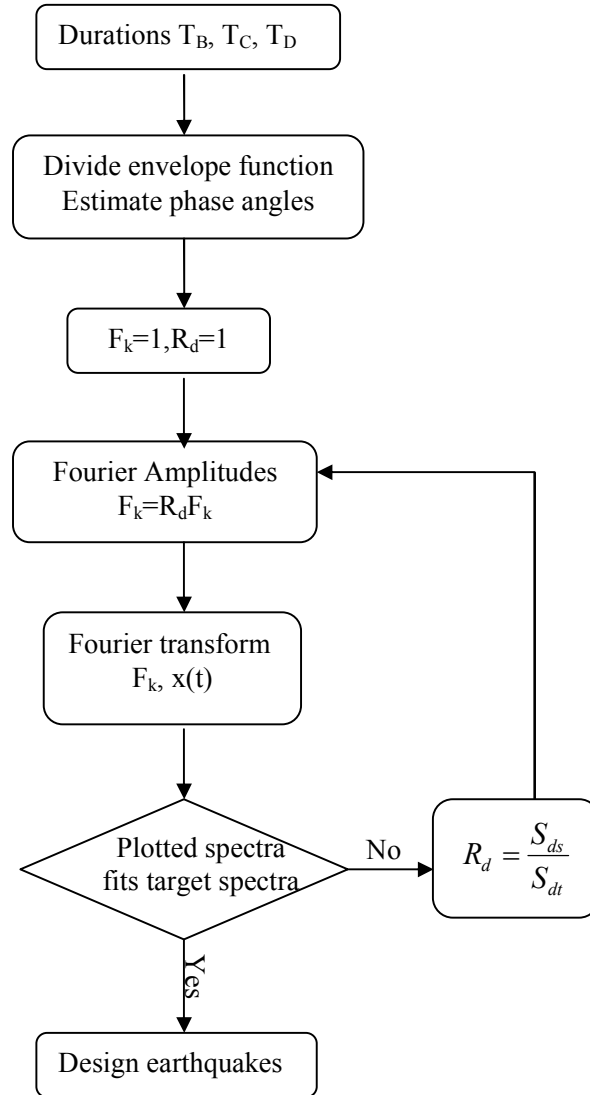 Durations T_B, T_C, T_D
Divide envelope function
Estimate phase angles
F_k=1,R_d=1
Fourier Amplitudes
F_k=R_dF_k
Fourier transform
F_k, x(t)
Plotted spectra
fits target spectra
No
R_d = S_ds / S_dt
Yes
Design earthquakes